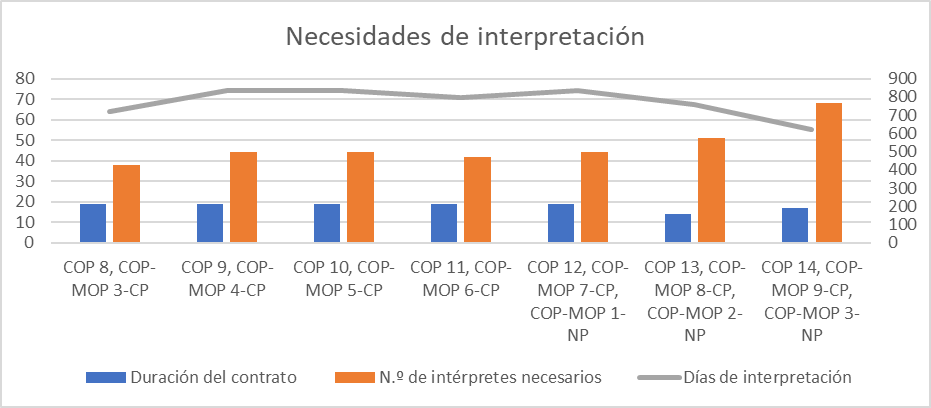 Necesidades de interpretación
80
70
60
50
40
30
20
10
0
900
800
700
600
500
400
300
200
100
0
COP 8, COP-
MOP 3-CP
COP 9, COP-
MOP 4-CP
COP 10, COP-
MOP 5-CP
COP 11, COP-
MOP 6-CP
COP 12, COP-
MOP 7-CP,
COP-MOP 1-
NP
COP 13, COP-
MOP 8-CP,
COP-MOP 2-
NP
COP 14, COP-
MOP 9-CP,
COP-MOP 3-
NP
Duración del contrato
N.º de intérpretes necesarios
Días de interpretación